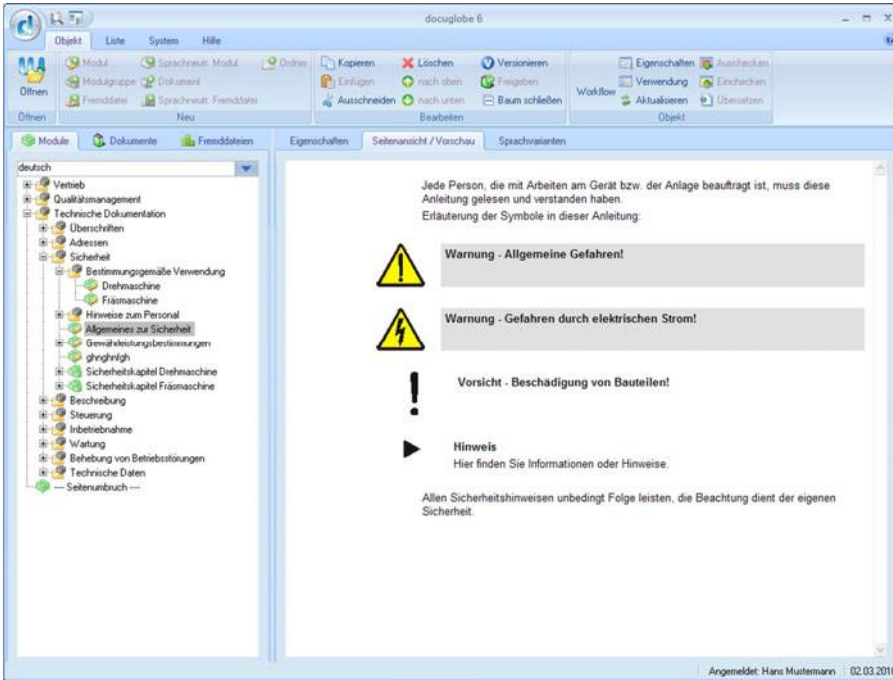 docuglobe 6
Objekt Liste System Hilfe
Öffnen
Modul Sprachneutr. Modul Ordner
Modulgruppe Dokument
Fremddatei Sprachneutr. Fremddatei
Kopieren Löschen Versionieren
Einfügen nach oben Freigeben
Ausschneiden nach unten Baum schließen
Workflow
Eigenschaften Auschecken
Verwendung Einchecken
Aktualisieren Übersetzen
Öffnen Neu Bearbeiten Objekt
Module Dokumente Fremddateien
Eigenschaften Seitenansicht / Vorschau Sprachvarianten
deutsch
Vertrieb
Qualitätsmanagement
Technische Dokumentation
Überschriften
Adressen
Sicherheit
Bestimmungsgemäße Verwendung
Drehmaschine
Fräsmaschine
Hinweise zum Personal
Allgemeines zur Sicherheit
Gewährleistungsbestimmungen
ghnghnfgh
Sicherheitskapitel Drehmaschine
Sicherheitskapitel Fräsmaschine
Beschreibung
Steuerung
Inbetriebnahme
Wartung
Behebung von Betriebsstörungen
Technische Daten
--- Seitenumbruch ---
Jede Person, die mit Arbeiten am Gerät bzw. der Anlage beauftragt ist, muss diese
Anleitung gelesen und verstanden haben.
Erläuterung der Symbole in dieser Anleitung:
Warnung - Allgemeine Gefahren!
Warnung - Gefahren durch elektrischen Strom!
Vorsicht - Beschädigung von Bauteilen!
Hinweis
Hier finden Sie Informationen oder Hinweise.
Allen Sicherheitshinweisen unbedingt Folge leisten, die Beachtung dient der eigenen
Sicherheit.
Angemeldet: Hans Mustermann